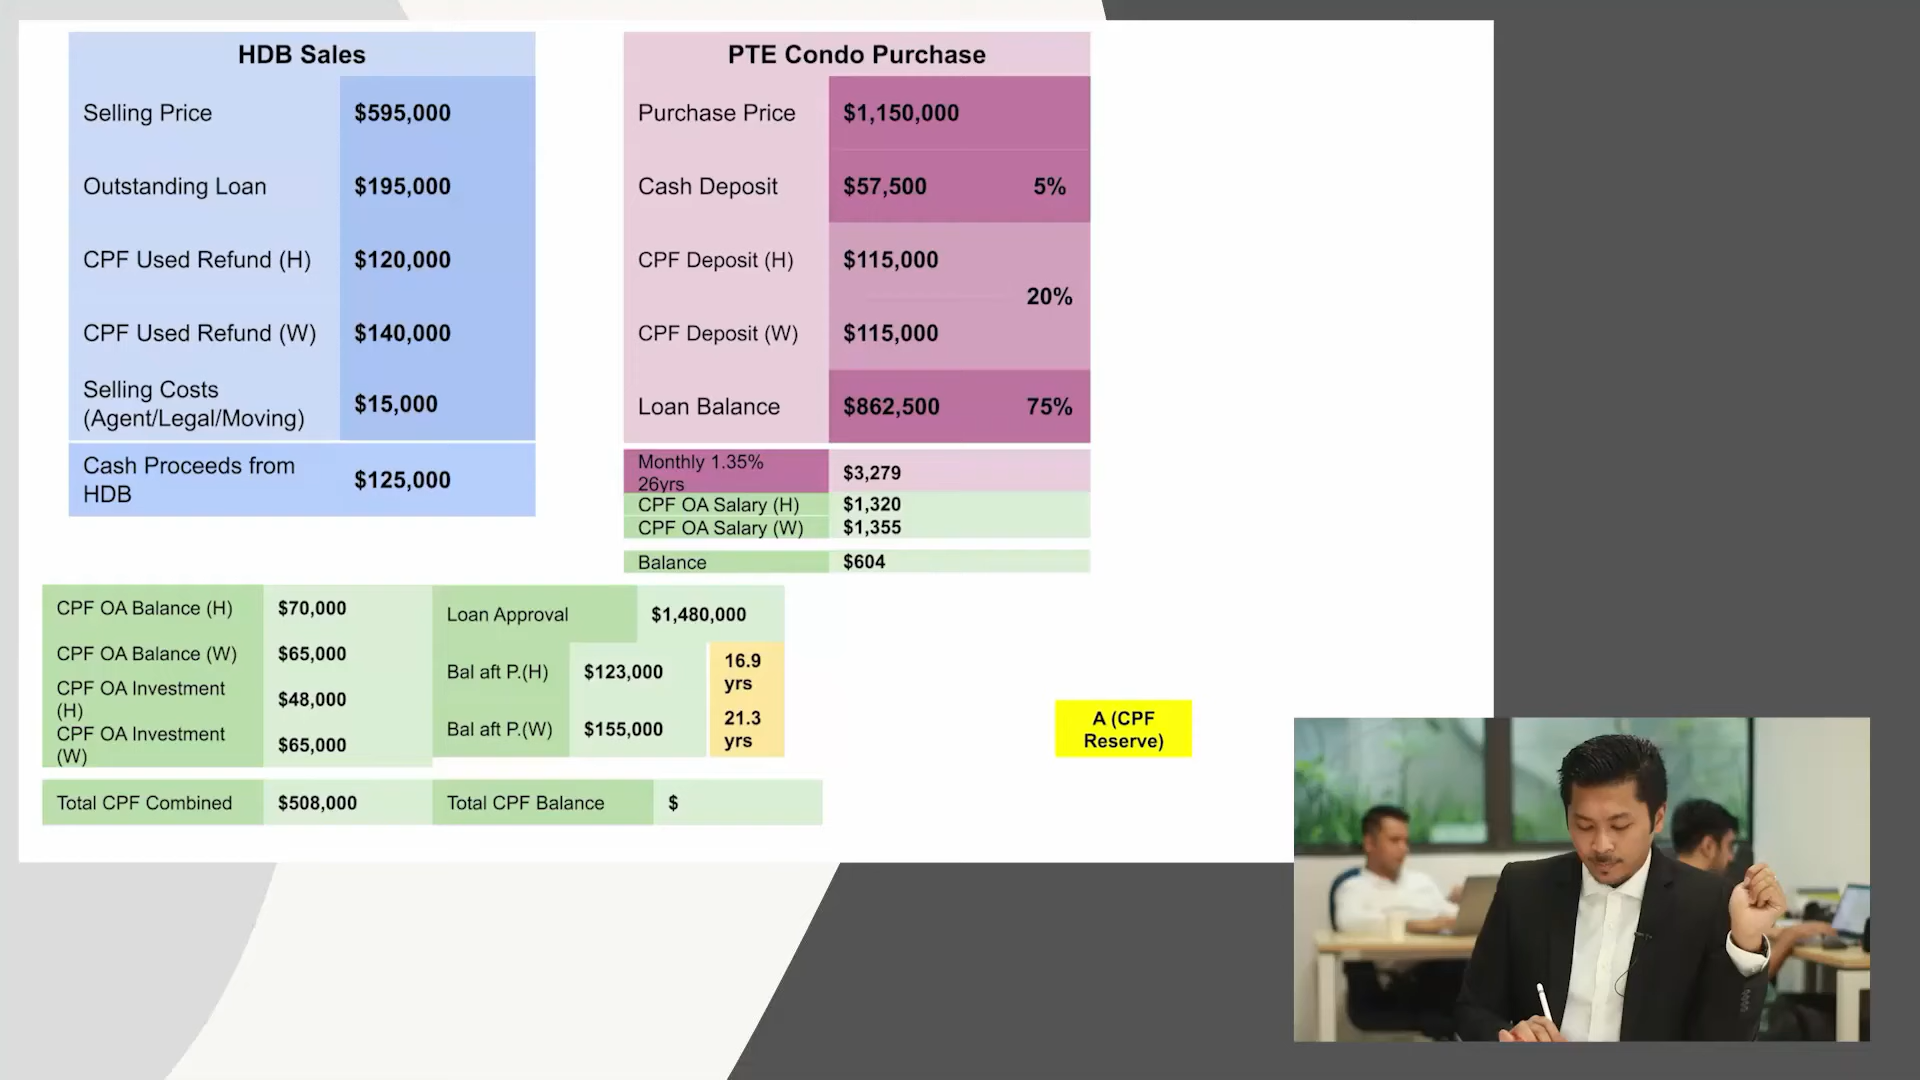 HDB Sales
Selling Price $595,000
Outstanding Loan $195,000
CPF Used Refund (H) $120,000
CPF Used Refund (W) $140,000
Selling Costs
(Agent/Legal/Moving) $15,000
Cash Proceeds from
HDB $125,000
PTE Condo Purchase
Purchase Price $1,150,000
Cash Deposit $57,500 5%
CPF Deposit (H) $115,000
20%
CPF Deposit (W) $115,000
Loan Balance $862,500 75%
Monthly 1.35%
26yrs $3,279
CPF OA Salary (H) $1,320
CPF OA Salary (W) $1,355
Balance $604
CPF OA Balance (H) $70,000
CPF OA Balance (W) $65,000
CPF OA Investment
(H) $48,000
CPF OA Investment
(W) $65,000
Total CPF Combined $508,000
Loan Approval $1,480,000
Bal aft P.(H) $123,000 16.9
yrs
Bal aft P.(W) $155,000 21.3
yrs
Total CPF Balance $
A (CPF
Reserve)